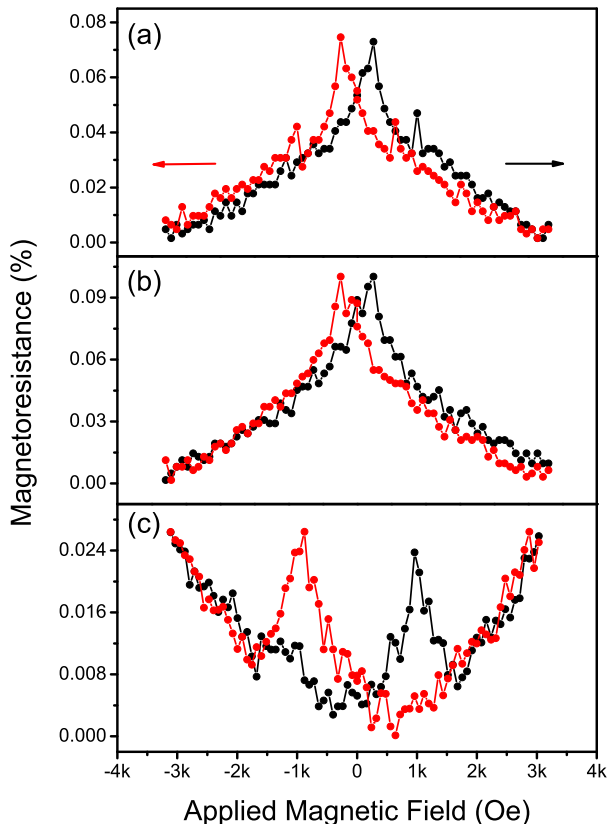 (a)
0.08
0.06
0.04
0.02
0.00
(b)
0.09
0.06
0.03
0.00
(c)
0.024
0.016
0.008
0.000
Magnetoresistance (%)
-4k -3k -2k -1k 0 1k 2k 3k 4k
Applied Magnetic Field (Oe)